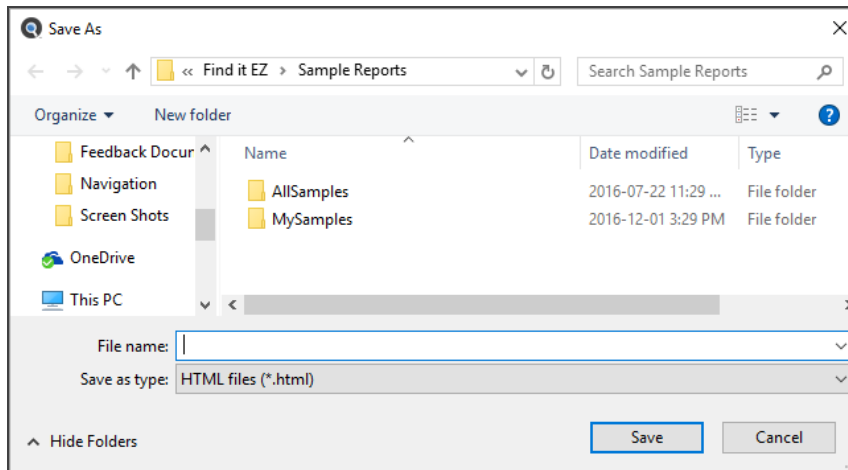 Save As
« Find it EZ > Sample Reports
Search Sample Reports
Organize
New folder
Feedback Docur
Navigation
Screen Shots
OneDrive
This PC
Name Date modified Type
AllSamples 2016-07-22 11:29 ... File folder
MySamples 2016-12-01 3:29 PM File folder
File name:
Save as type: HTML files (*.html)
Hide Folders
Save
Cancel